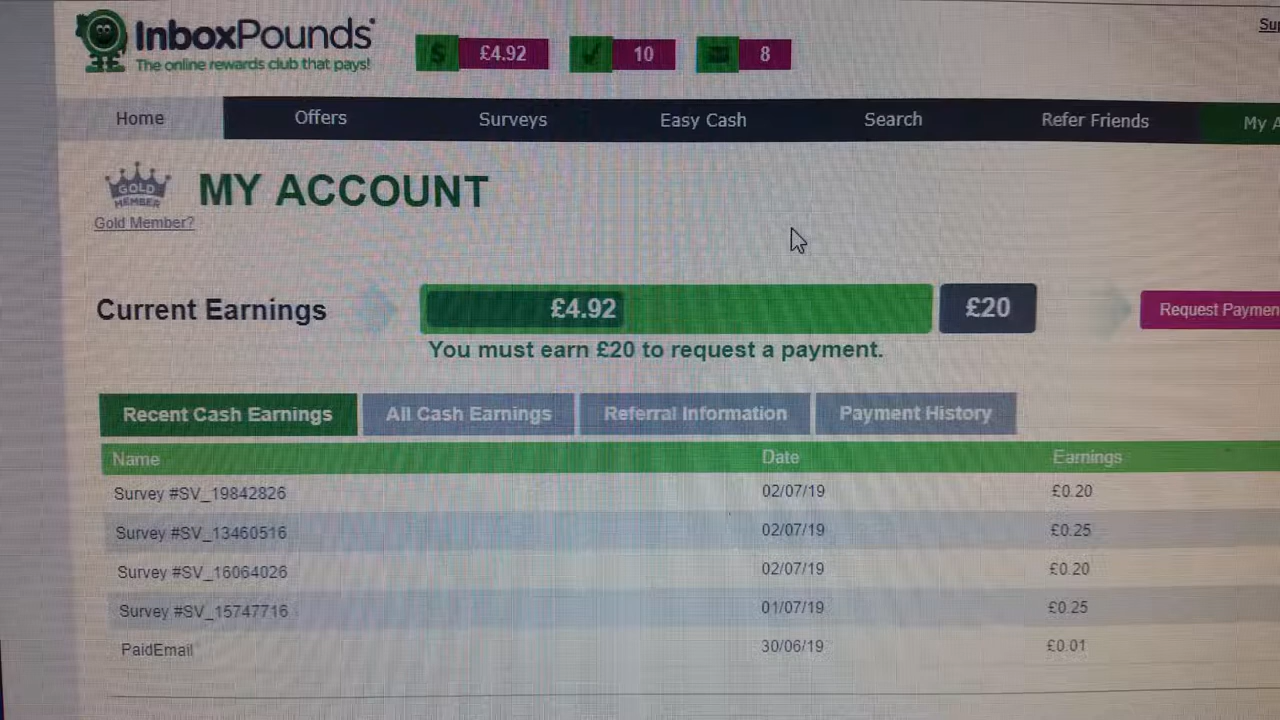 InboxPounds
The online rewards club that pays!
£4.92 10 8
Home Offers Surveys Easy Cash Search Refer Friends My
GOLD
MEMBER
Gold Member?
MY ACCOUNT
Current Earnings £4.92 £20 Request
You must earn £20 to request a payment.
Recent Cash Earnings All Cash Earnings Referral Information Payment History
Name Date Earnings
Survey #SV_19842826 02/07/19 £0.20
Survey #SV_13460516 02/07/19 £0.25
Survey #SV_16064026 02/07/19 £0.20
Survey #SV_15747716 01/07/19 £0.25
PaidEmail 30/06/19 £0.01